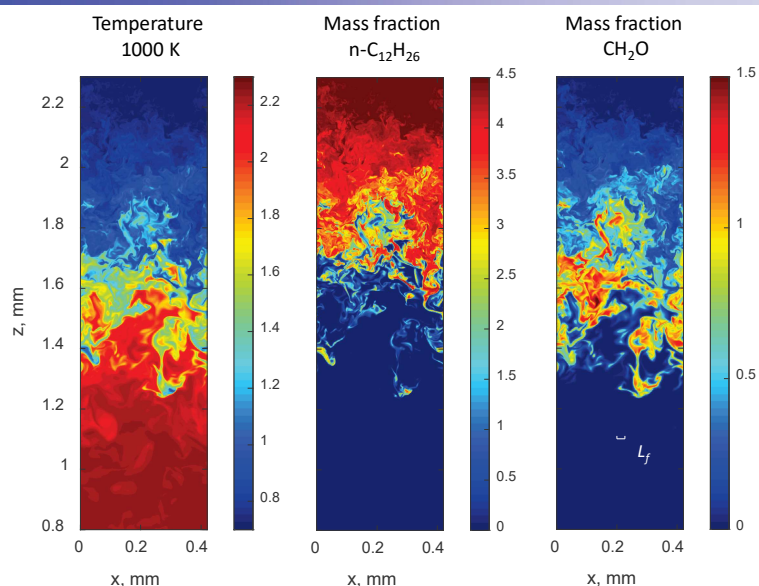 Temperature
1000 K
Mass fraction
n-C₁₂H₂₆
Mass fraction
CH₂O
z, mm
2.2
2
1.8
1.6
1.4
1.2
1
0.8
0 0.2 0.4
x, mm
2.2
2
1.8
1.6
1.4
1.2
1
0.8
0 0.2 0.4
x, mm
4.5
4
3.5
3
2.5
2
1.5
1
0.5
0
0 0.2 0.4
x, mm
L_f
1.5
1
0.5
0